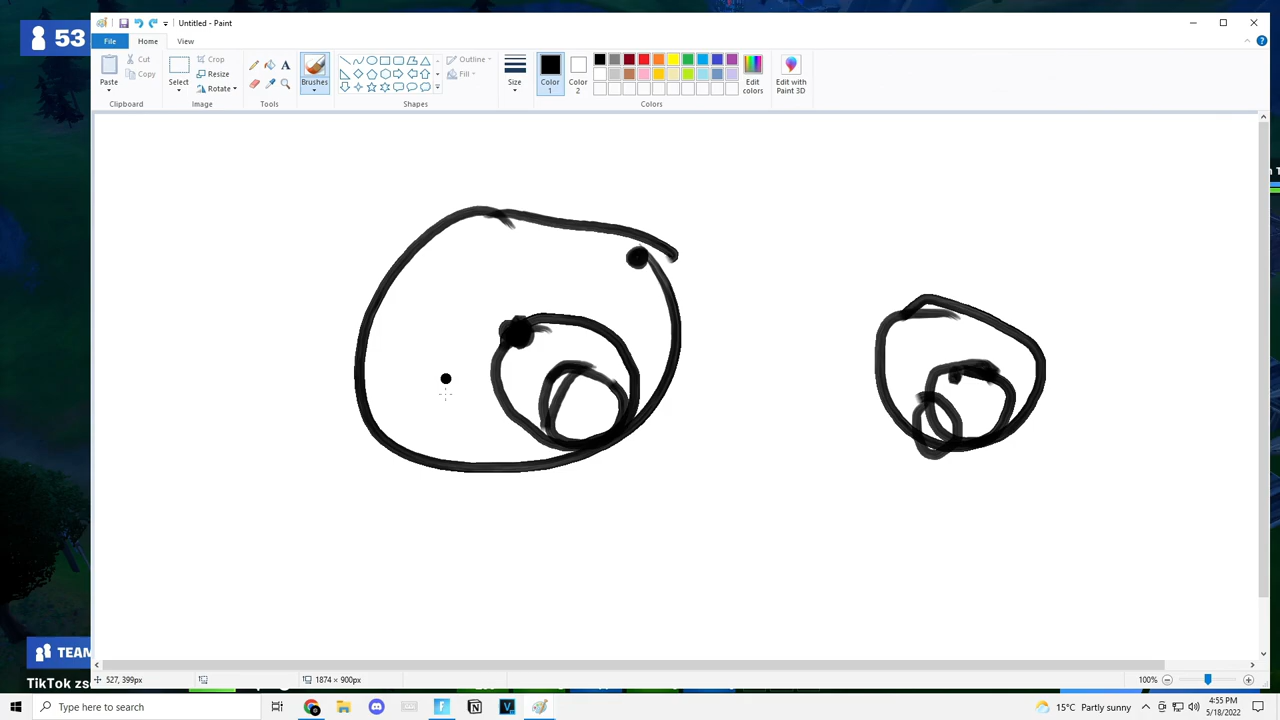 53
Untitled - Paint
File
Home
View
Paste
Cut
Copy
Clipboard
Select
Crop
Resize
Rotate
Image
A
Tools
Brushes
Outline
Fill
Shapes
Size
Color 1
Color 2
Edit colors
Edit with Paint 3D
Colors
527, 399px
1874 × 900px
100%
TEAM
TikTok zs
Type here to search
15°C Partly sunny
4:55 PM
5/18/2022